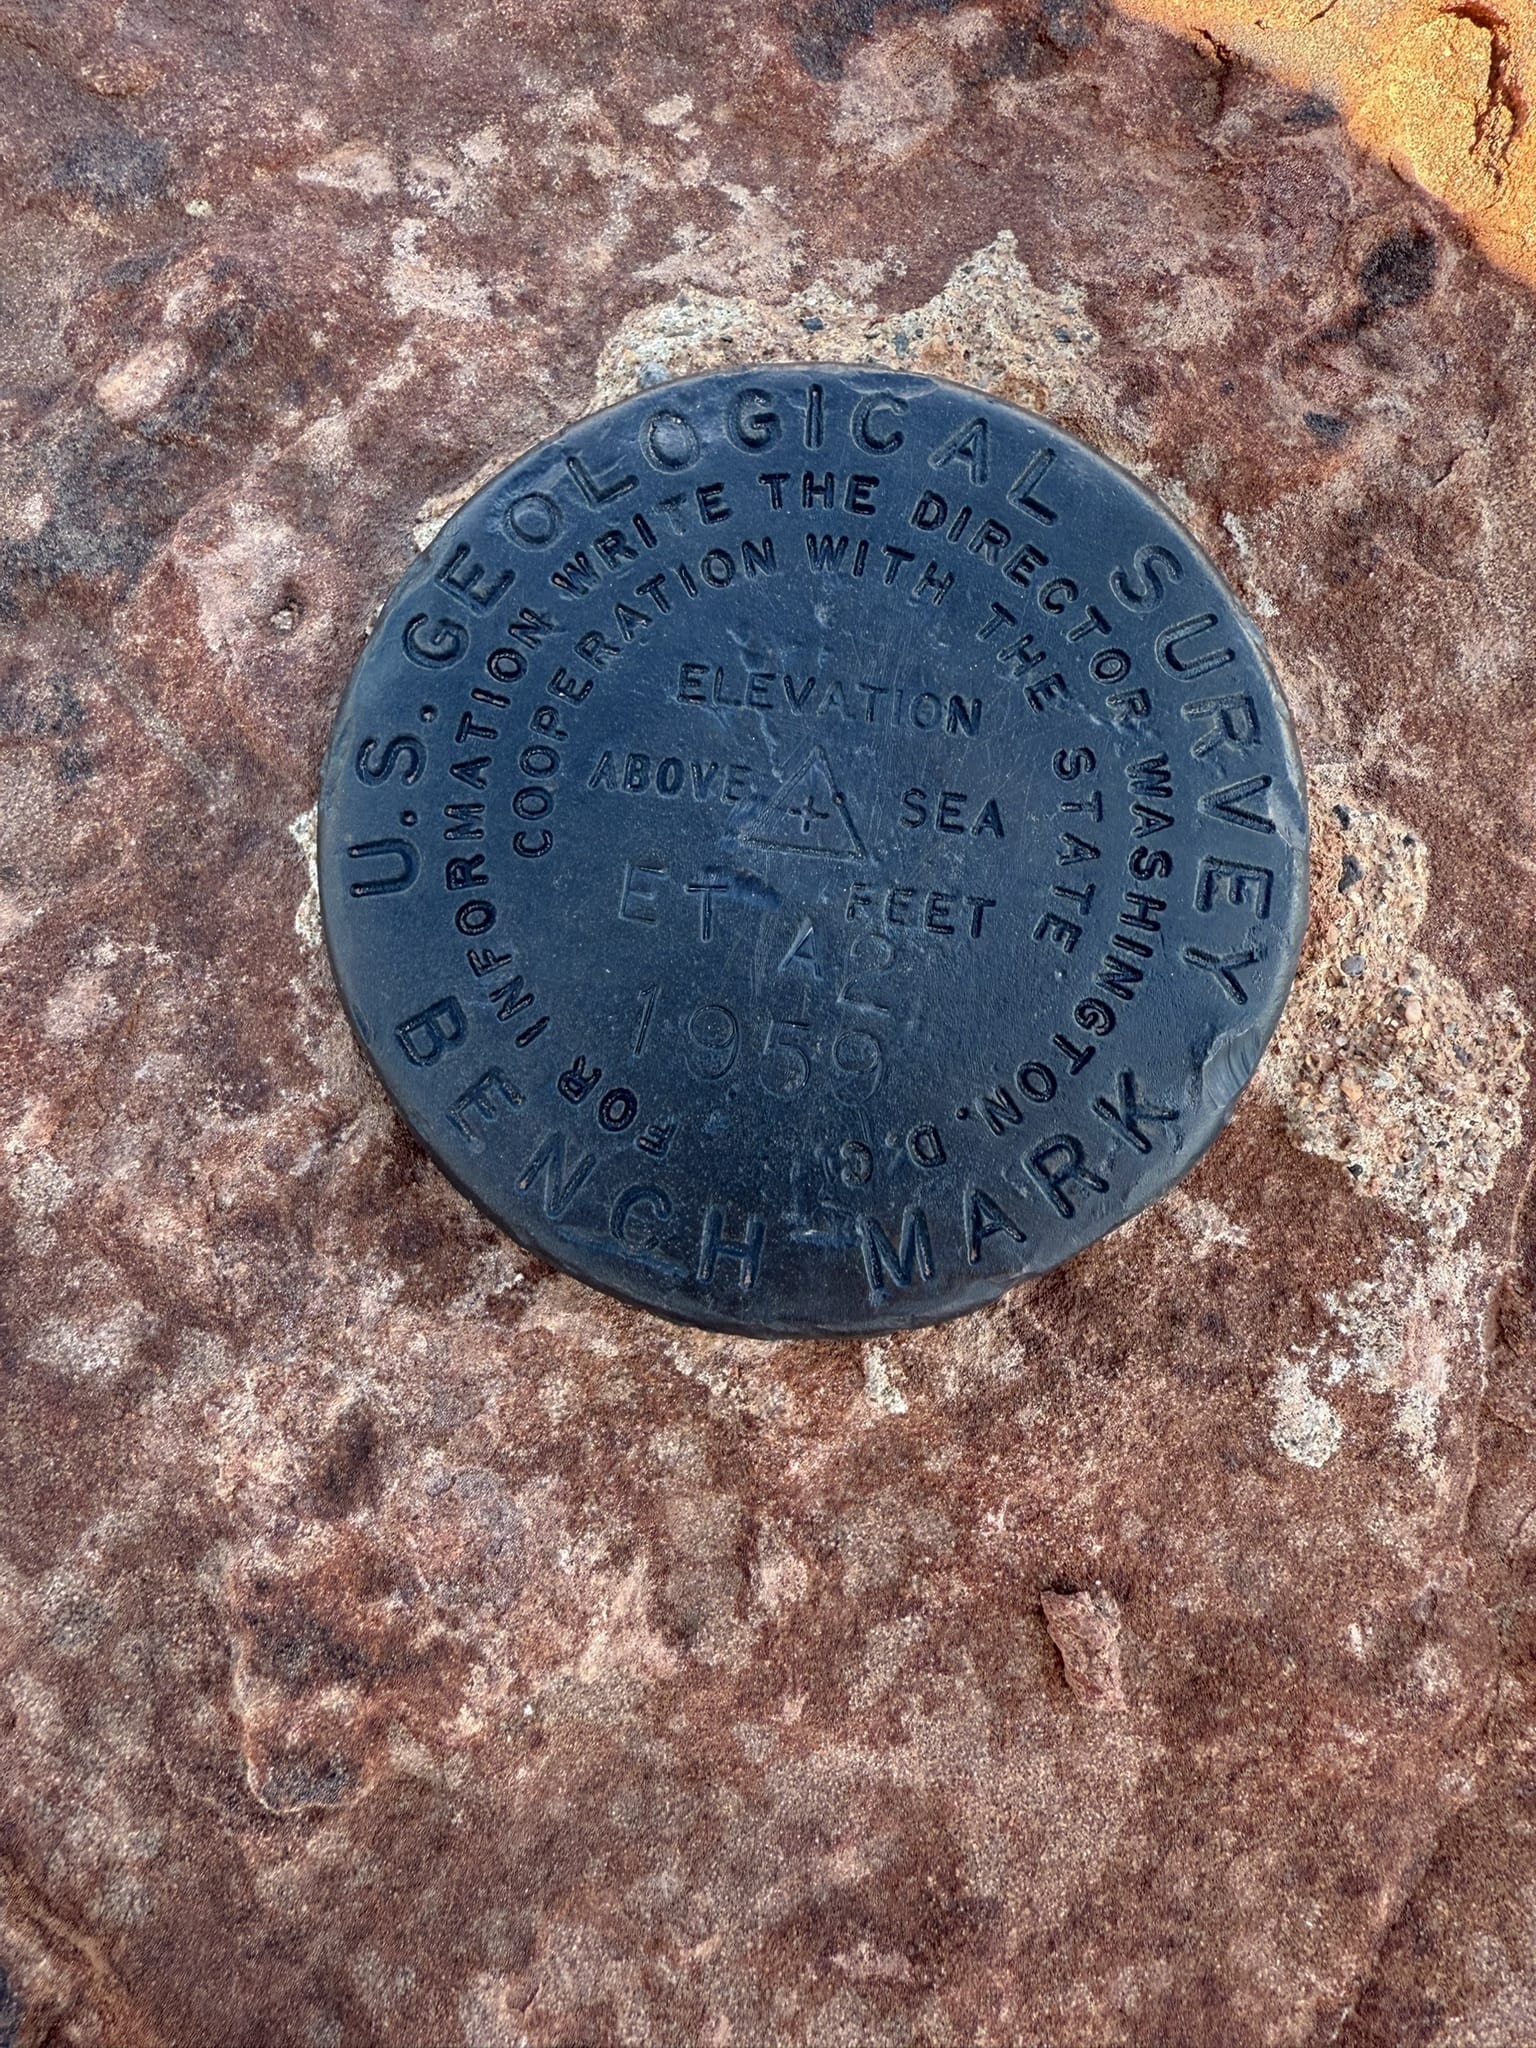 U.S. GEOLOGICAL SURVEY
BENCH MARK
FOR INFORMATION WRITE THE DIRECTOR WASHINGTON, D.C.
COOPERATION WITH THE STATE
ELEVATION
ABOVE SEA
FEET
ET
A 2
1959